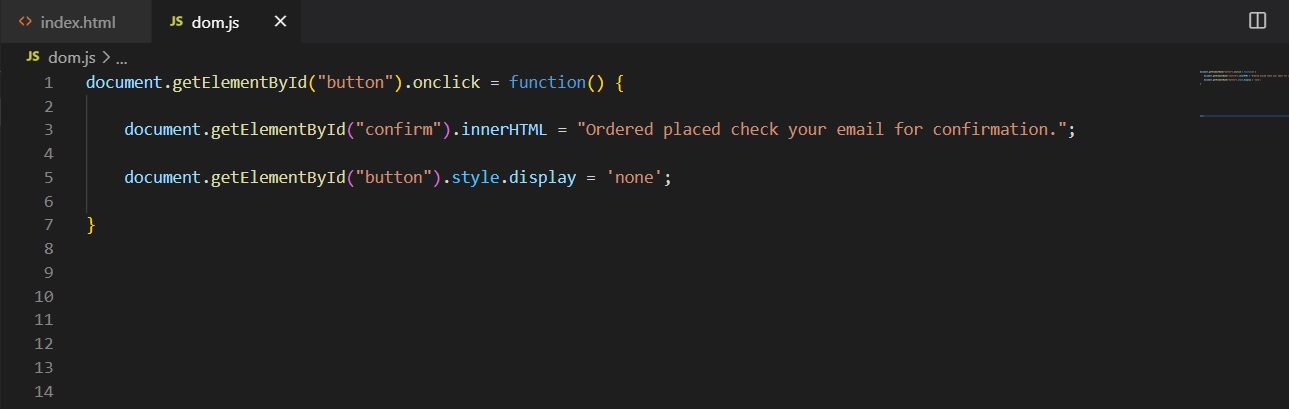 index.html
JS dom.js
JS dom.js > ...
1 document.getElementById("button").onclick = function() {
2
3 document.getElementById("confirm").innerHTML = "Ordered placed check your email for confirmation.";
4
5 document.getElementById("button").style.display = 'none';
6
7 }
8
9
10
11
12
13
14